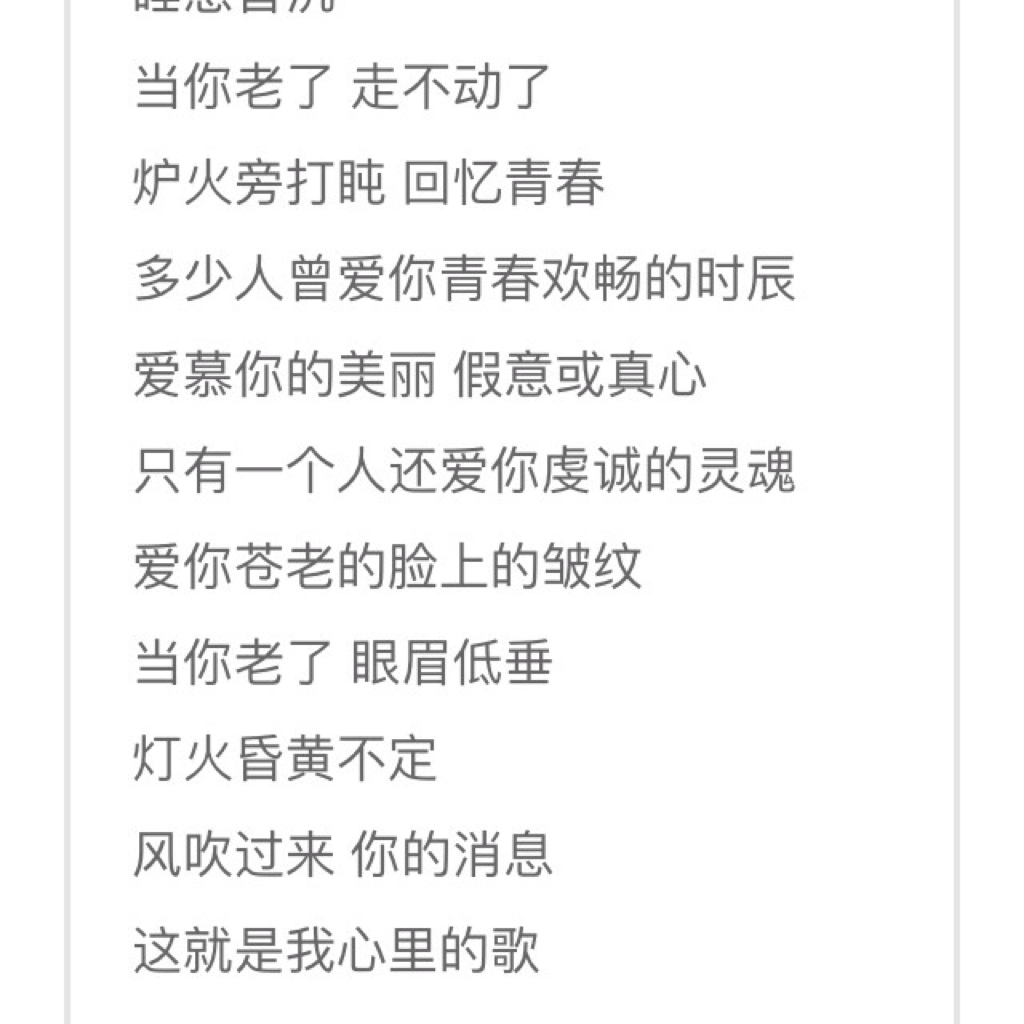 当你老了 走不动了
炉火旁打盹 回忆青春
多少人曾爱你青春欢畅的时辰
爱慕你的美丽 假意或真心
只有一个人还爱你虔诚的灵魂
爱你苍老的脸上的皱纹
当你老了 眼眉低垂
灯火昏黄不定
风吹过来 你的消息
这就是我心里的歌